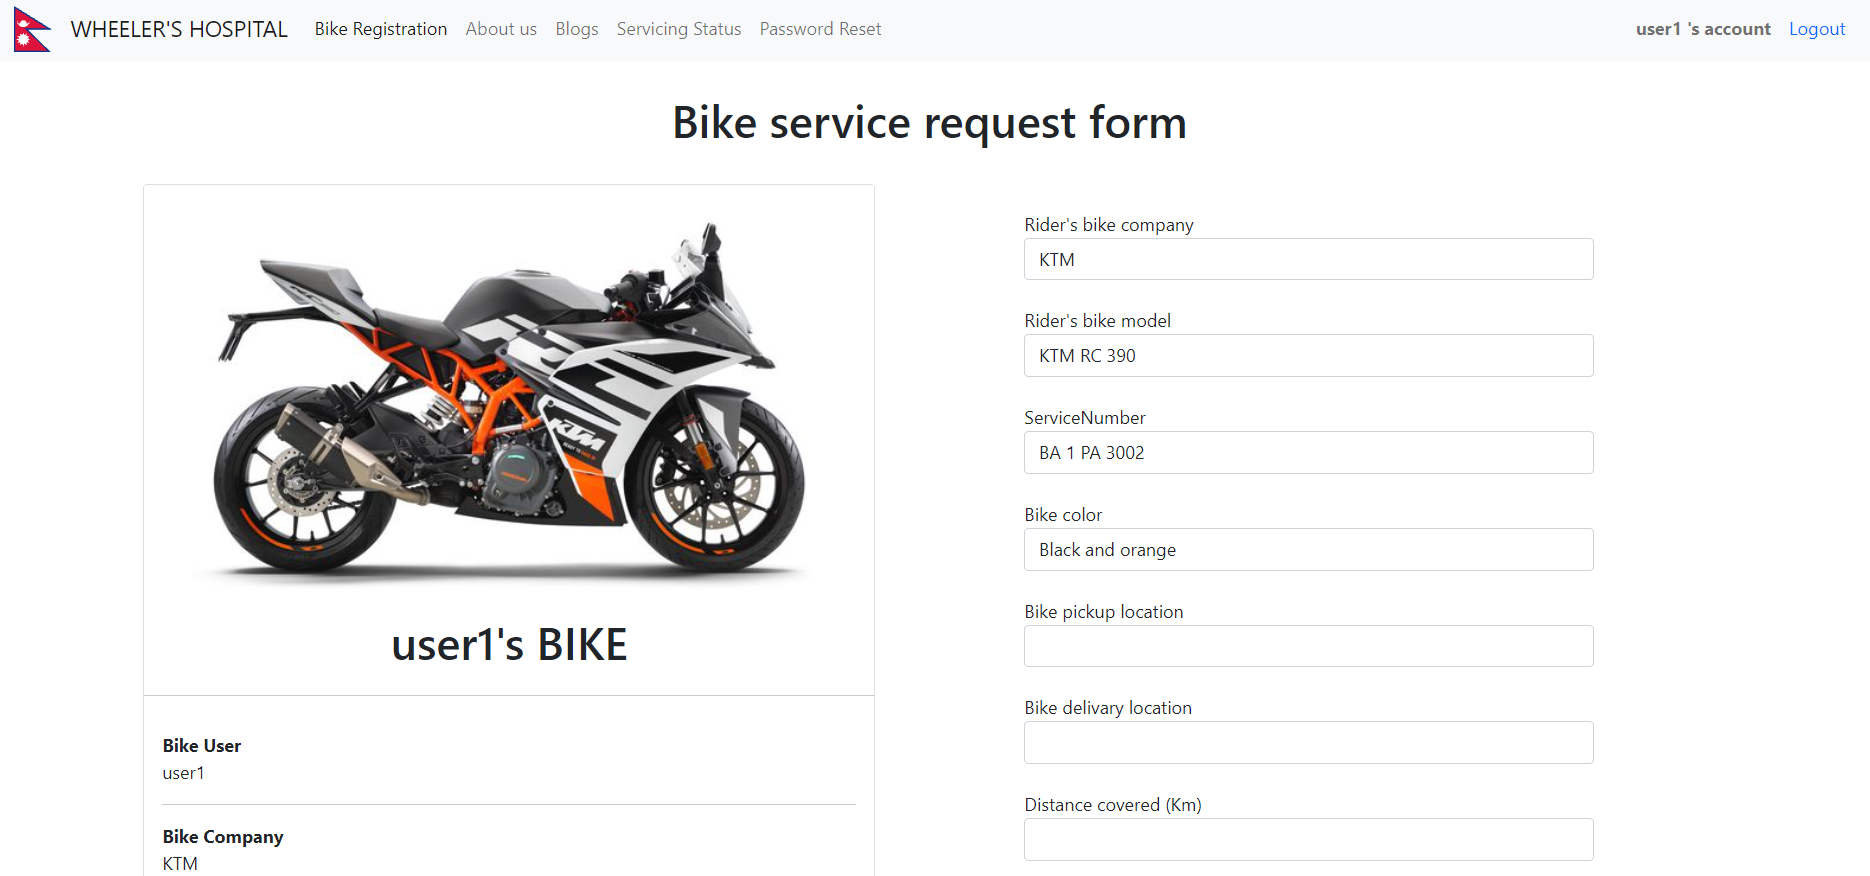 WHEELER'S HOSPITAL Bike Registration About us Blogs Servicing Status Password Reset user1 's account Logout
Bike service request form
KTM
user1's BIKE
Bike User
user1
Bike Company
KTM
Rider's bike company
KTM
Rider's bike model
KTM RC 390
ServiceNumber
BA 1 PA 3002
Bike color
Black and orange
Bike pickup location
Bike delivary location
Distance covered (Km)